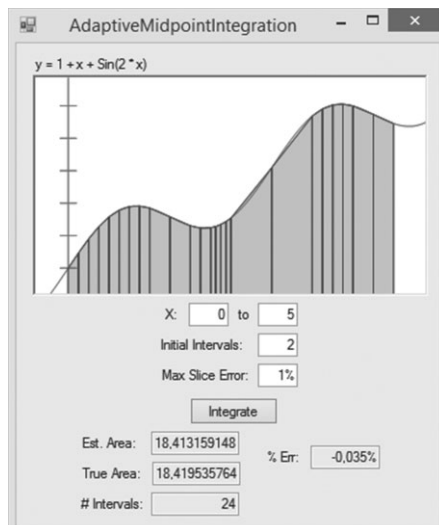 AdaptiveMidpointIntegration
y = 1 + x + Sin(2 * x)
X: 0 to 5
Initial Intervals: 2
Max Slice Error: 1%
Integrate
Est. Area: 18,413159148
% Err: -0,035%
True Area: 18,419535764
# Intervals: 24